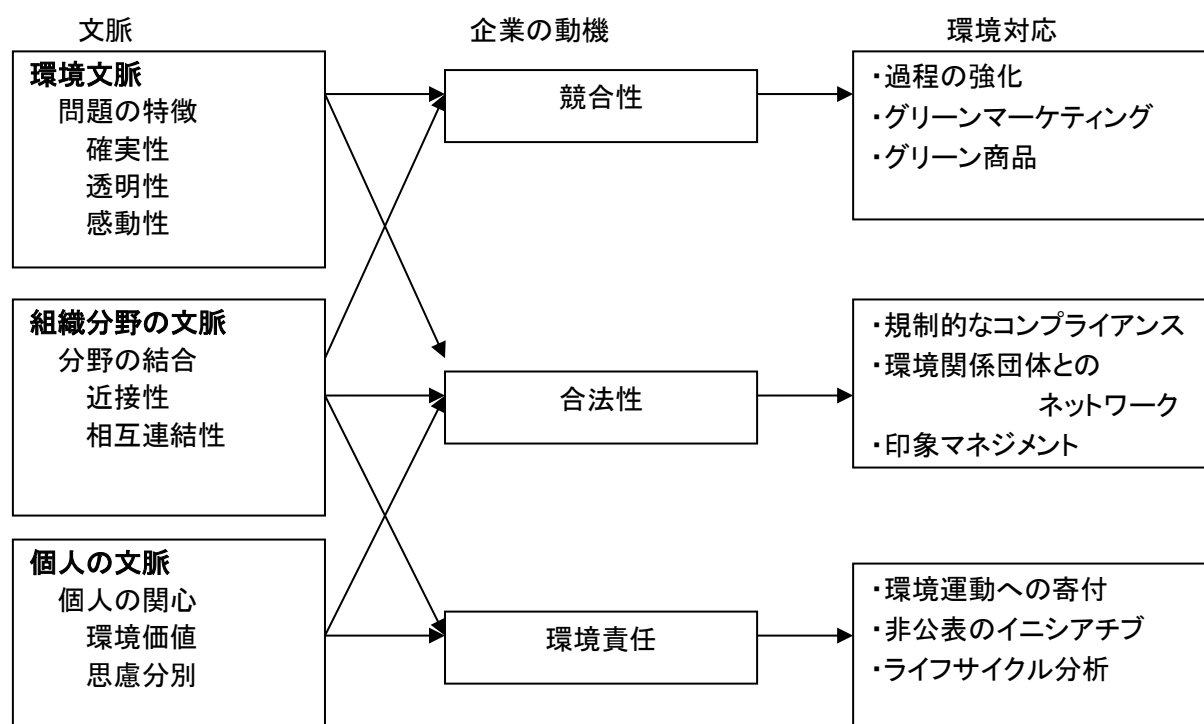 文脈
企業の動機
環境対応
環境文脈
問題の特徴
確実性
透明性
感動性
競合性
・過程の強化
・グリーンマーケティング
・グリーン商品
組織分野の文脈
分野の結合
近接性
相互連結性
合法性
・規制的なコンプライアンス
・環境関係団体との
ネットワーク
・印象マネジメント
個人の文脈
個人の関心
環境価値
思慮分別
環境責任
・環境運動への寄付
・非公表のイニシアチブ
・ライフサイクル分析